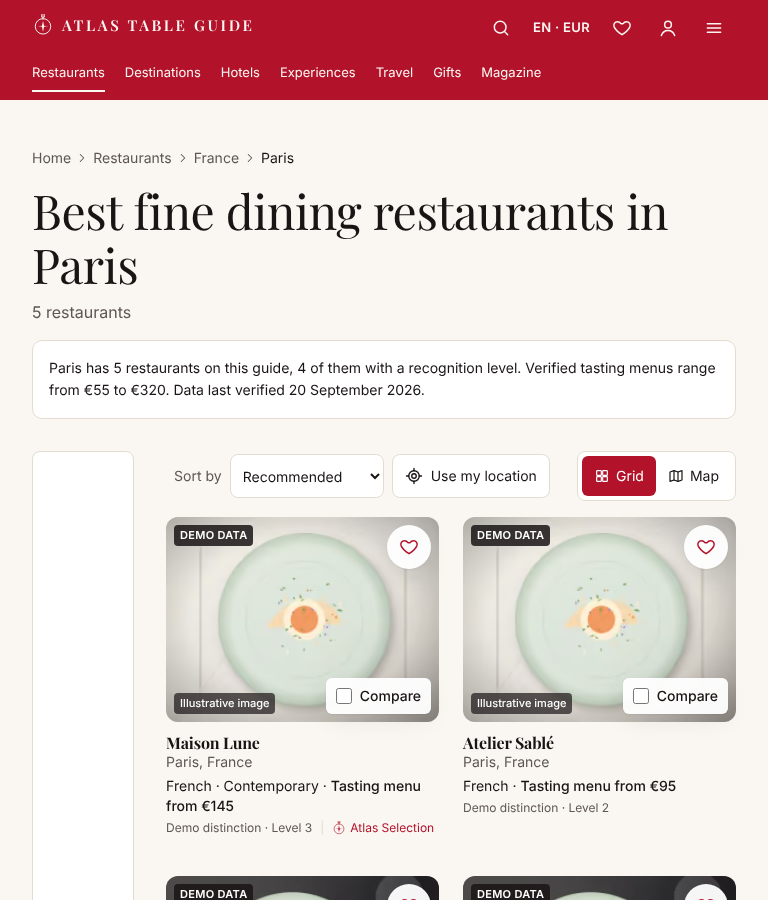 ATLAS TABLE GUIDE
EN · EUR
Restaurants Destinations Hotels Experiences Travel Gifts Magazine
Home > Restaurants > France > Paris
Best fine dining restaurants in
Paris
5 restaurants
Paris has 5 restaurants on this guide, 4 of them with a recognition level. Verified tasting menus range
from €55 to €320. Data last verified 20 September 2026.
Sort by Recommended Use my location Grid Map
DEMO DATA
Illustrative image
Compare
Maison Lune
Paris, France
French · Contemporary · Tasting menu
from €145
Demo distinction · Level 3 | Atlas Selection
DEMO DATA
Illustrative image
Compare
Atelier Sablé
Paris, France
French · Tasting menu from €95
Demo distinction · Level 2
DEMO DATA
DEMO DATA